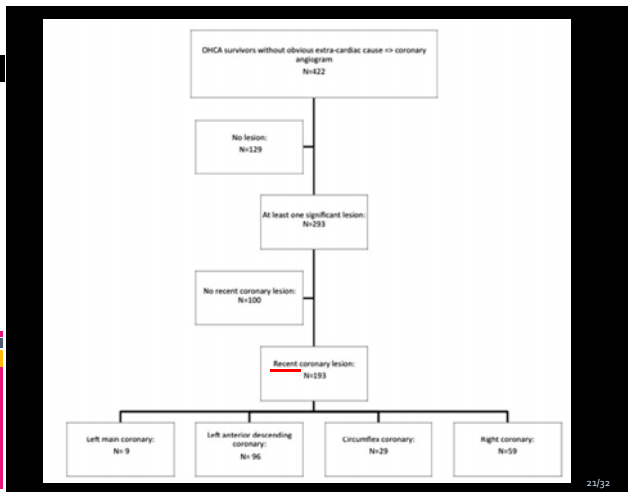 OHCA survivors without obvious extra-cardiac cause => coronary
angiogram
N=422
No lesion:
N=129
At least one significant lesion:
N=293
No recent coronary lesion:
N=100
Recent coronary lesion:
N=193
Left main coronary:
N= 9
Left anterior descending
coronary:
N= 96
Circumflex coronary:
N=29
Right coronary:
N=59
21/32